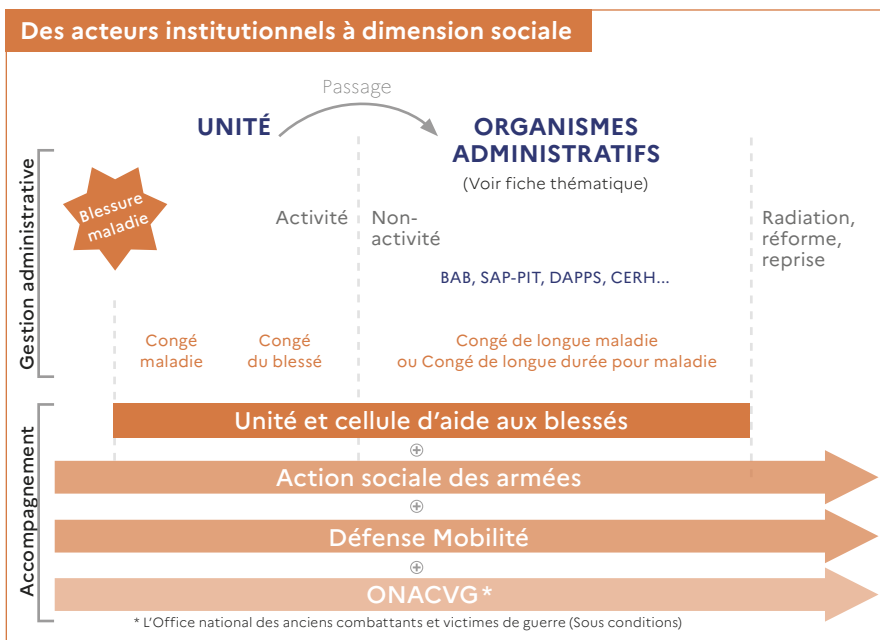 Des acteurs institutionnels à dimension sociale
Passage
UNITÉ
ORGANISMES
ADMINISTRATIFS
(Voir fiche thématique)
Gestion administrative
Blessure
maladie
Activité
Non-
activité
Radiation,
réforme,
reprise
BAB, SAP-PIT, DAPPS, CERH...
Congé
maladie
Congé
du blessé
Congé de longue maladie
ou Congé de longue durée pour maladie
Accompagnement
Unité et cellule d'aide aux blessés
Action sociale des armées
Défense Mobilité
ONACVG*
* L'Office national des anciens combattants et victimes de guerre (Sous conditions)